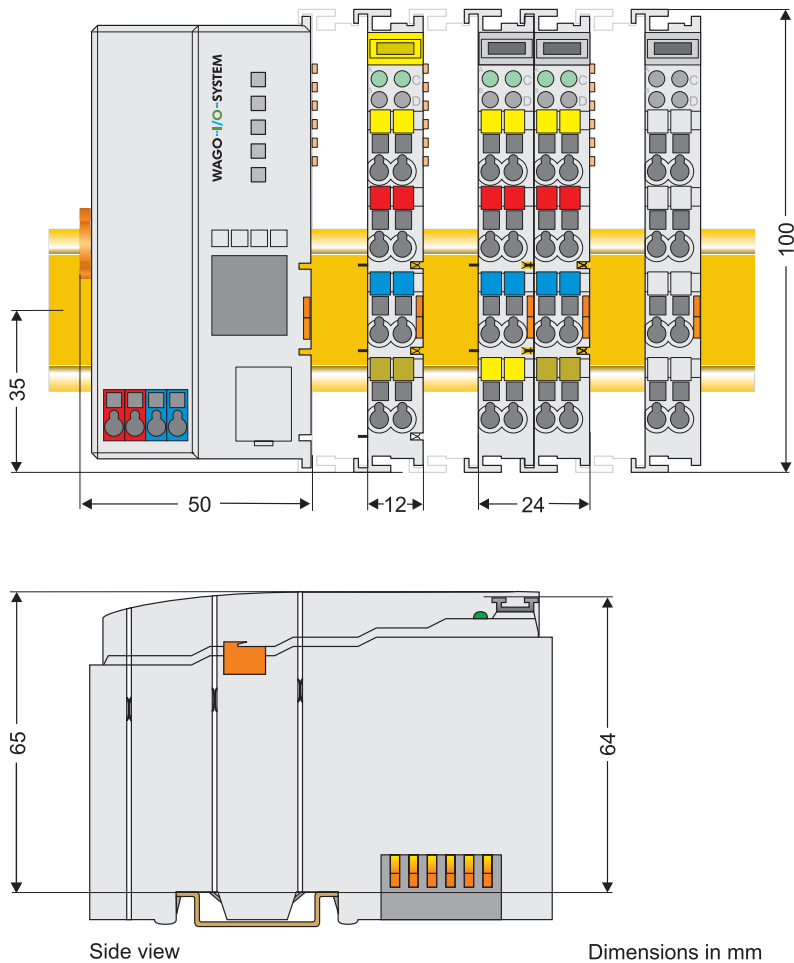 WAGO-I/O-SYSTEM
C
D
C
D
C
D
100
35
50
12
24
65
64
Side view
Dimensions in mm